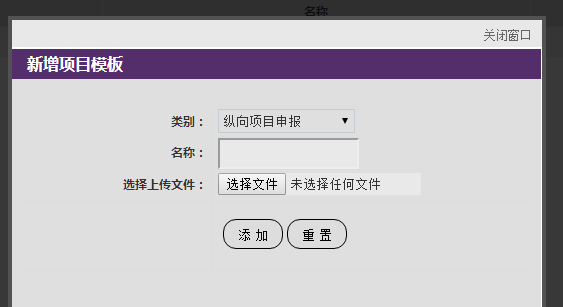 名称
关闭窗口
新增项目模板
类别： 纵向项目申报
名称：
选择上传文件： 选择文件 未选择任何文件
添 加 重 置